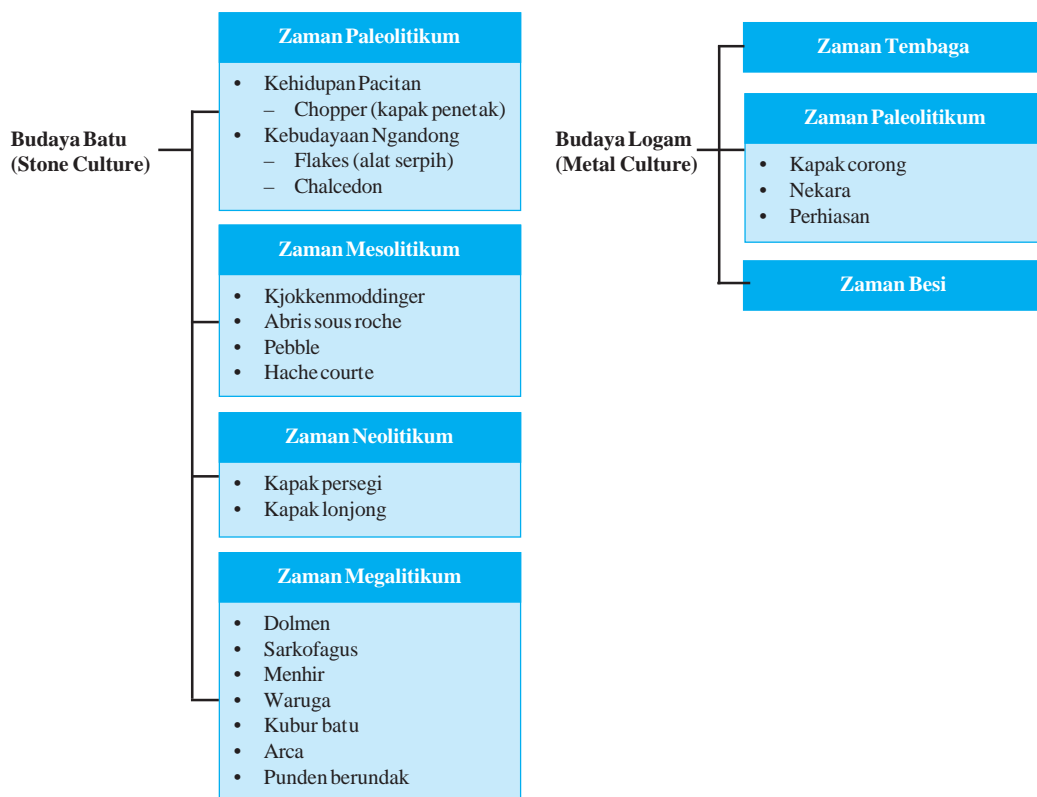 Budaya Batu
(Stone Culture)
Zaman Paleolitikum
• Kehidupan Pacitan
– Chopper (kapak penetak)
• Kebudayaan Ngandong
– Flakes (alat serpih)
– Chalcedon
Zaman Mesolitikum
• Kjokkenmoddinger
• Abris sous roche
• Pebble
• Hache courte
Zaman Neolitikum
• Kapak persegi
• Kapak lonjong
Zaman Megalitikum
• Dolmen
• Sarkofagus
• Menhir
• Waruga
• Kubur batu
• Arca
• Punden berundak
Budaya Logam
(Metal Culture)
Zaman Tembaga
Zaman Paleolitikum
• Kapak corong
• Nekara
• Perhiasan
Zaman Besi